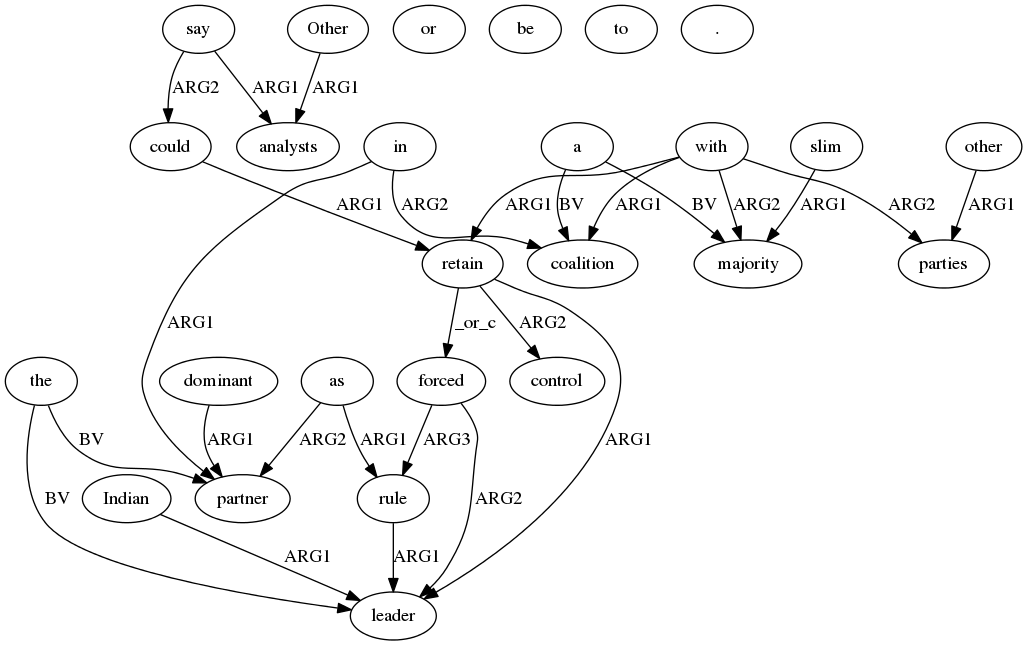 say Other or be to .
ARG2 ARG1 ARG1
could analysts in a with slim other
ARG1 ARG2 ARG1 BV ARG1 BV ARG2 ARG1 ARG2 ARG1
retain coalition majority parties
ARG1 _or_c ARG2
the dominant as forced control
BV ARG1 ARG2 ARG1 ARG3 ARG1
Indian partner rule
BV ARG2
ARG1 ARG1
leader